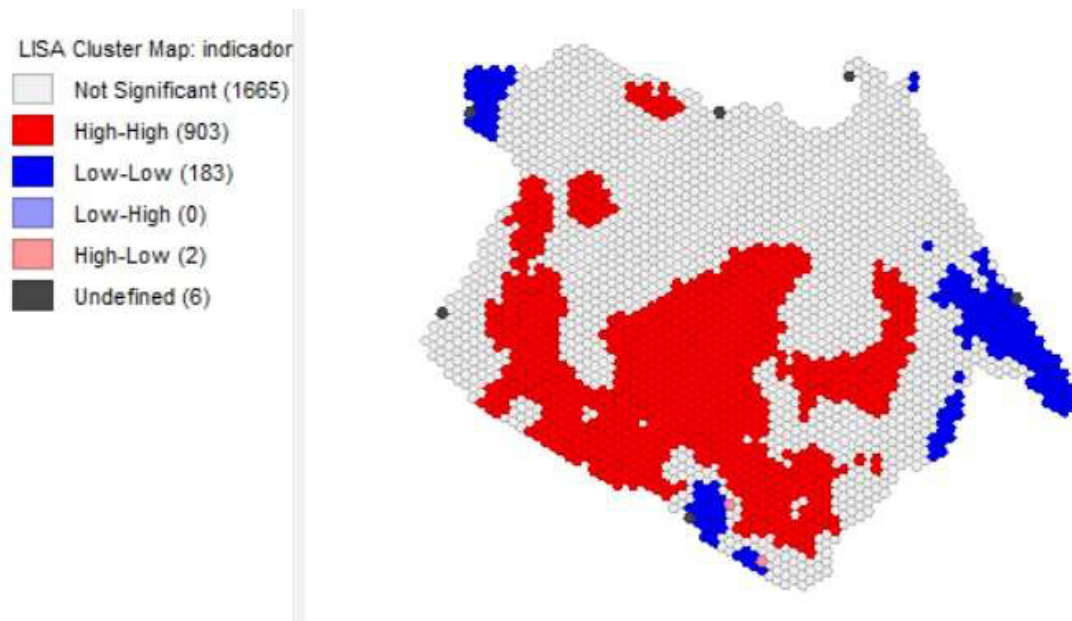 LISA Cluster Map: indicador
Not Significant (1665)
High-High (903)
Low-Low (183)
Low-High (0)
High-Low (2)
Undefined (6)